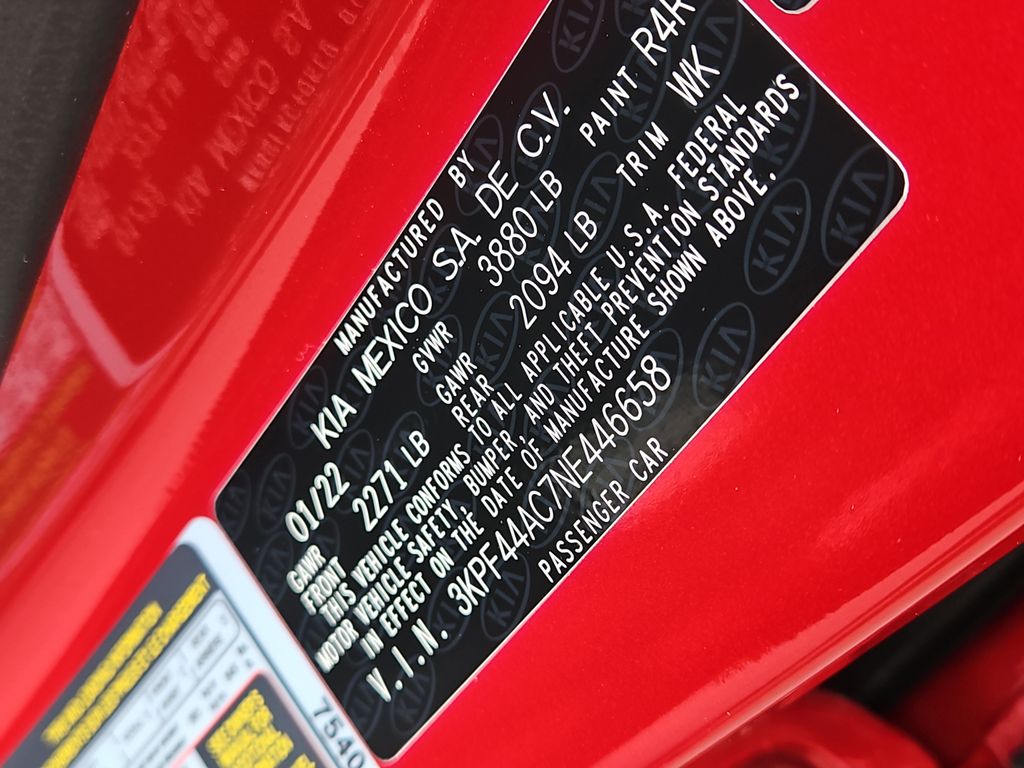 MANUFACTURED BY
KIA MEXICO S.A. DE C.V.
01/22 GVWR 3880 LB PAINT
GAWR FRONT 2271 LB GAWR REAR 2094 LB TRIM WK
THIS VEHICLE CONFORMS TO ALL APPLICABLE U.S.A. FEDERAL
MOTOR VEHICLE SAFETY, BUMPER, AND THEFT PREVENTION STANDARDS
IN EFFECT ON THE DATE OF MANUFACTURE SHOWN ABOVE.
V.I.N. 3KPF44AC7NE446658
PASSENGER CAR
7540